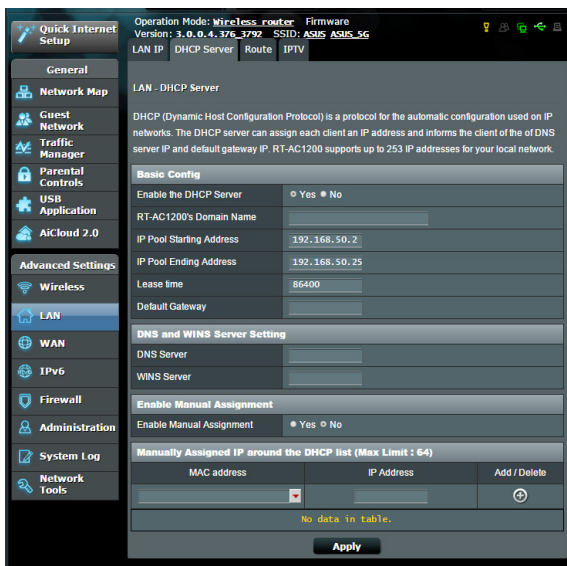 Quick Internet
Setup
Operation Mode: Wireless router Firmware
Version: 3.0.0.4.376_3792 SSID: ASUS ASUS_5G
LAN IP DHCP Server Route IPTV
General
Network Map
Guest
Network
Traffic
Manager
Parental
Controls
USB
Application
AiCloud 2.0
Advanced Settings
Wireless
LAN
WAN
IPv6
Firewall
Administration
System Log
Network
Tools
LAN - DHCP Server
DHCP (Dynamic Host Configuration Protocol) is a protocol for the automatic configuration used on IP
networks. The DHCP server can assign each client an IP address and informs the client of the of DNS
server IP and default gateway IP. RT-AC1200 supports up to 253 IP addresses for your local network.
Basic Config
Enable the DHCP Server Yes No
RT-AC1200's Domain Name
IP Pool Starting Address 192.168.50.2
IP Pool Ending Address 192.168.50.25
Lease time 86400
Default Gateway
DNS and WINS Server Setting
DNS Server
WINS Server
Enable Manual Assignment
Enable Manual Assignment Yes No
Manually Assigned IP around the DHCP list (Max Limit : 64)
MAC address IP Address Add / Delete
No data in table.
Apply